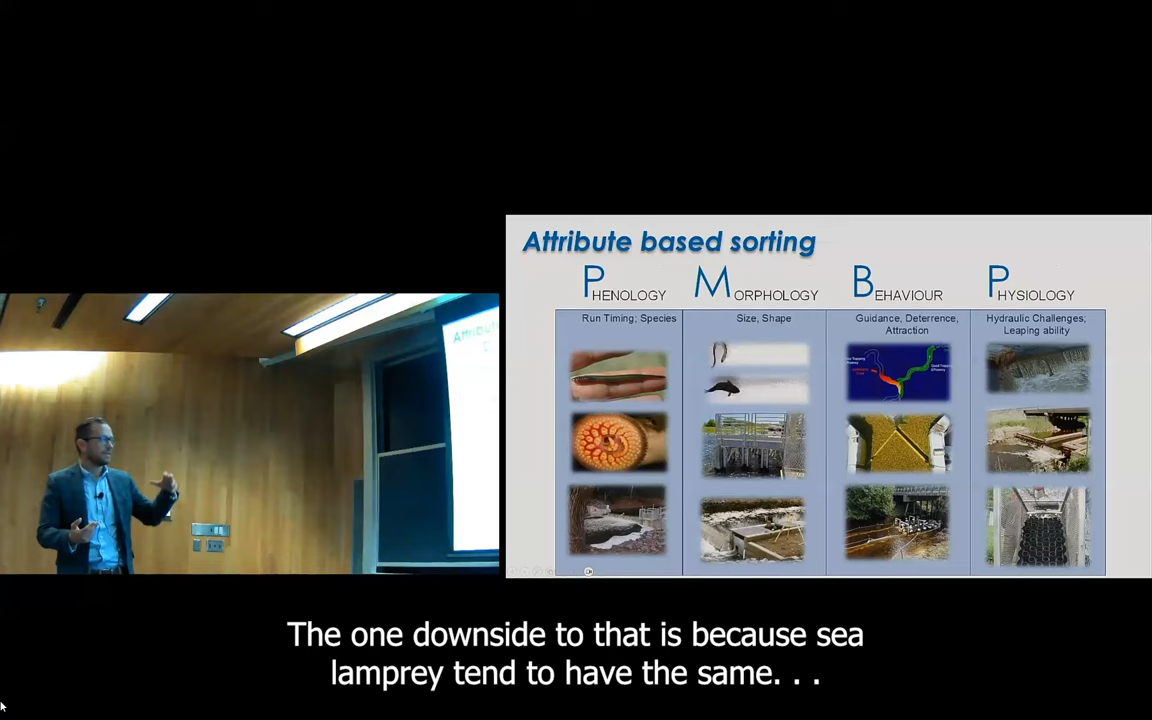 Attribute based sorting
PHENOLOGY
MORPHOLOGY
BEHAVIOUR
PHYSIOLOGY
Run Timing; Species
Size, Shape
Guidance, Deterrence,
Attraction
Hydraulic Challenges;
Leaping ability
The one downside to that is because sea
lamprey tend to have the same. . .